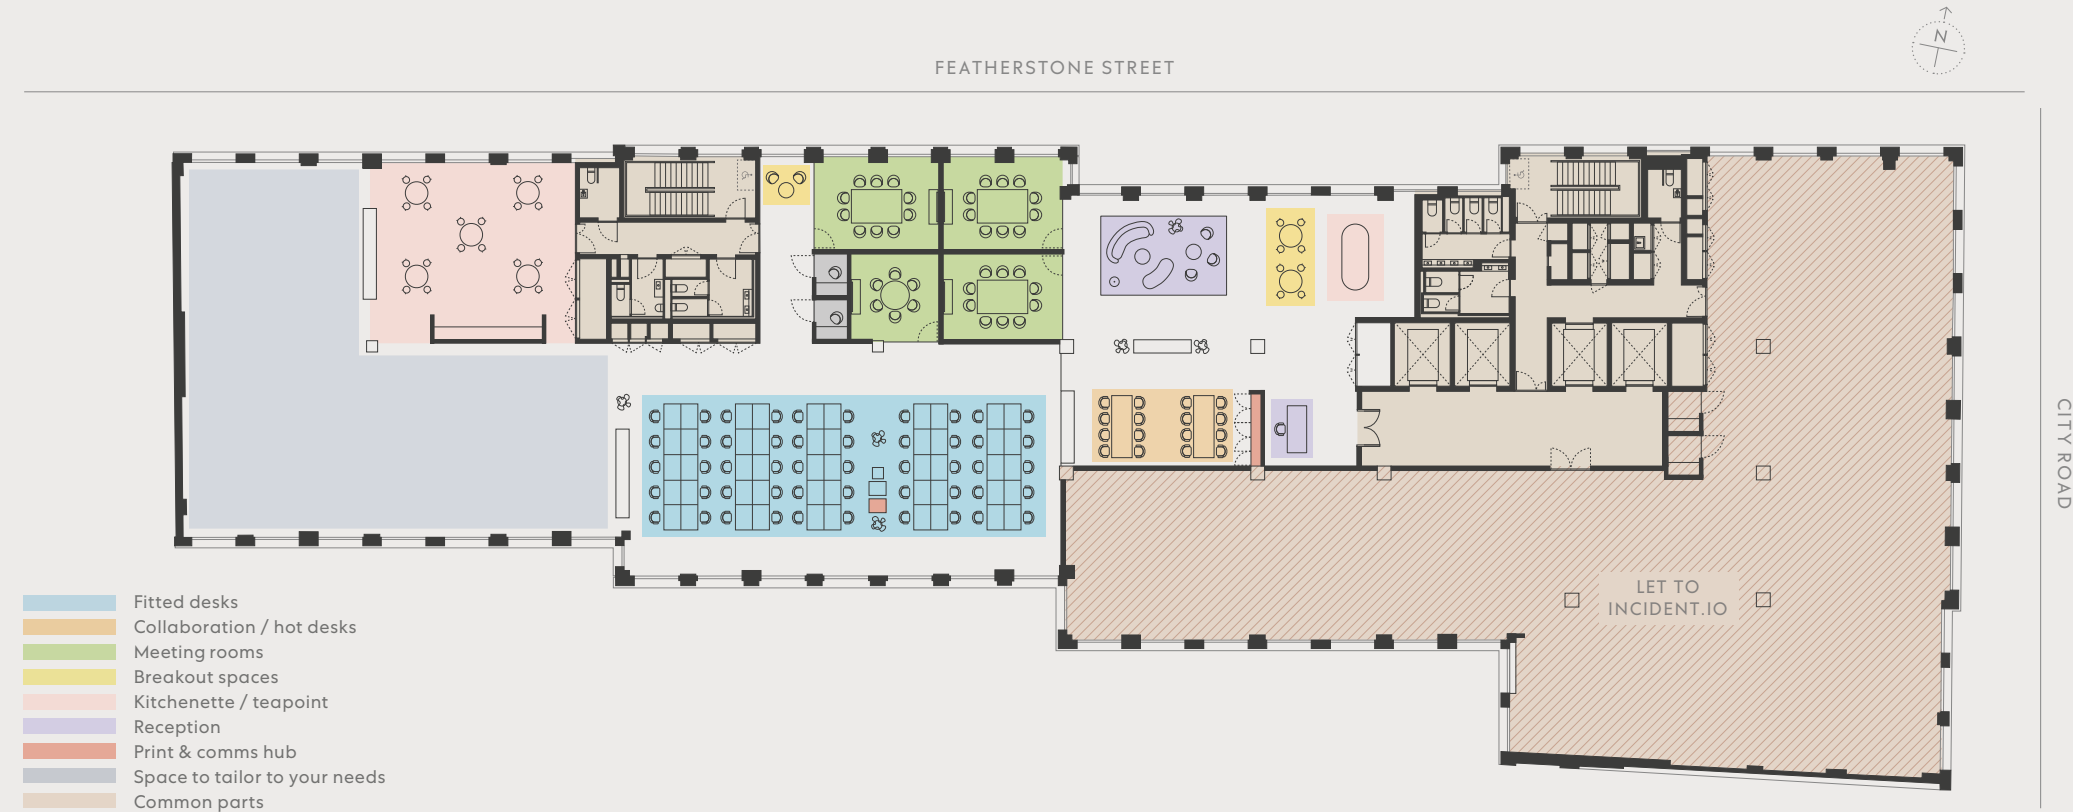 N
FEATHERSTONE STREET
CITY ROAD
LET TO
INCIDENT.IO
Fitted desks
Collaboration / hot desks
Meeting rooms
Breakout spaces
Kitchenette / teapoint
Reception
Print & comms hub
Space to tailor to your needs
Common parts